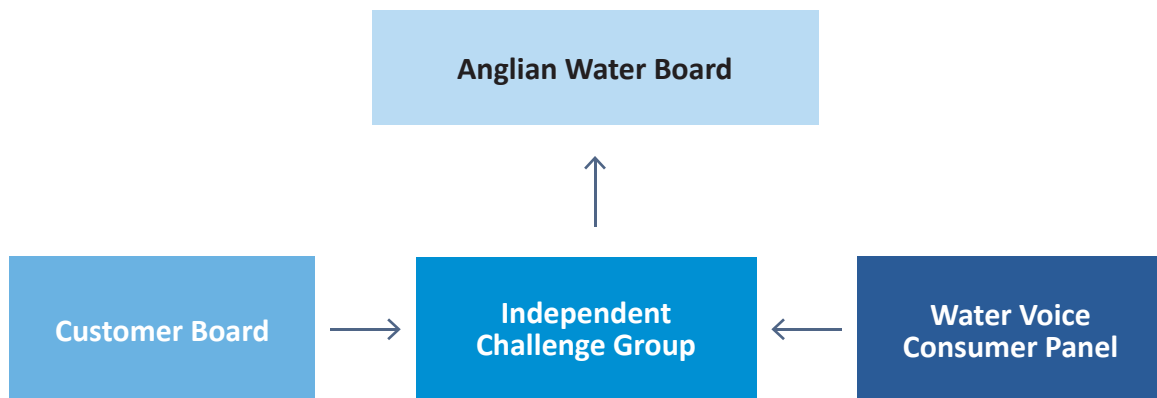 Anglian Water Board
Customer Board
Independent
Challenge Group
Water Voice
Consumer Panel